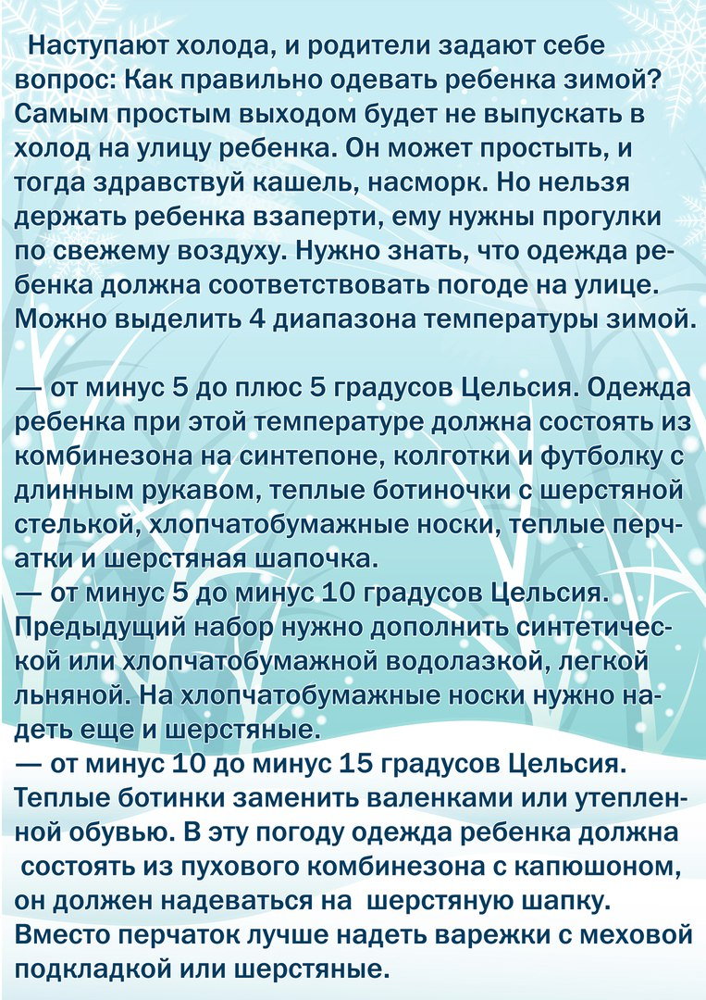 Наступают холода, и родители задают себе
вопрос: Как правильно одевать ребенка зимой?
Самым простым выходом будет не выпускать в
холод на улицу ребенка. Он может простыть, и
тогда здравствуй кашель, насморк. Но нельзя
держать ребенка взаперти, ему нужны прогулки
по свежему воздуху. Нужно знать, что одежда ре-
бенка должна соответствовать погоде на улице.
Можно выделить 4 диапазона температуры зимой.
— от минус 5 до плюс 5 градусов Цельсия. Одежда
ребенка при этой температуре должна состоять из
комбинезона на синтепоне, колготки и футболку с
длинным рукавом, теплые ботиночки с шерстяной
стелькой, хлопчатобумажные носки, теплые перч-
атки и шерстяная шапочка.
— от минус 5 до минус 10 градусов Цельсия.
Предыдущий набор нужно дополнить синтетичес-
кой или хлопчатобумажной водолазкой, легкой
льняной. На хлопчатобумажные носки нужно на-
деть еще и шерстяные.
— от минус 10 до минус 15 градусов Цельсия.
Теплые ботинки заменить валенками или утеплен-
ной обувью. В эту погоду одежда ребенка должна
состоять из пухового комбинезона с капюшоном,
он должен надеваться на шерстяную шапку.
Вместо перчаток лучше надеть варежки с меховой
подкладкой или шерстяные.